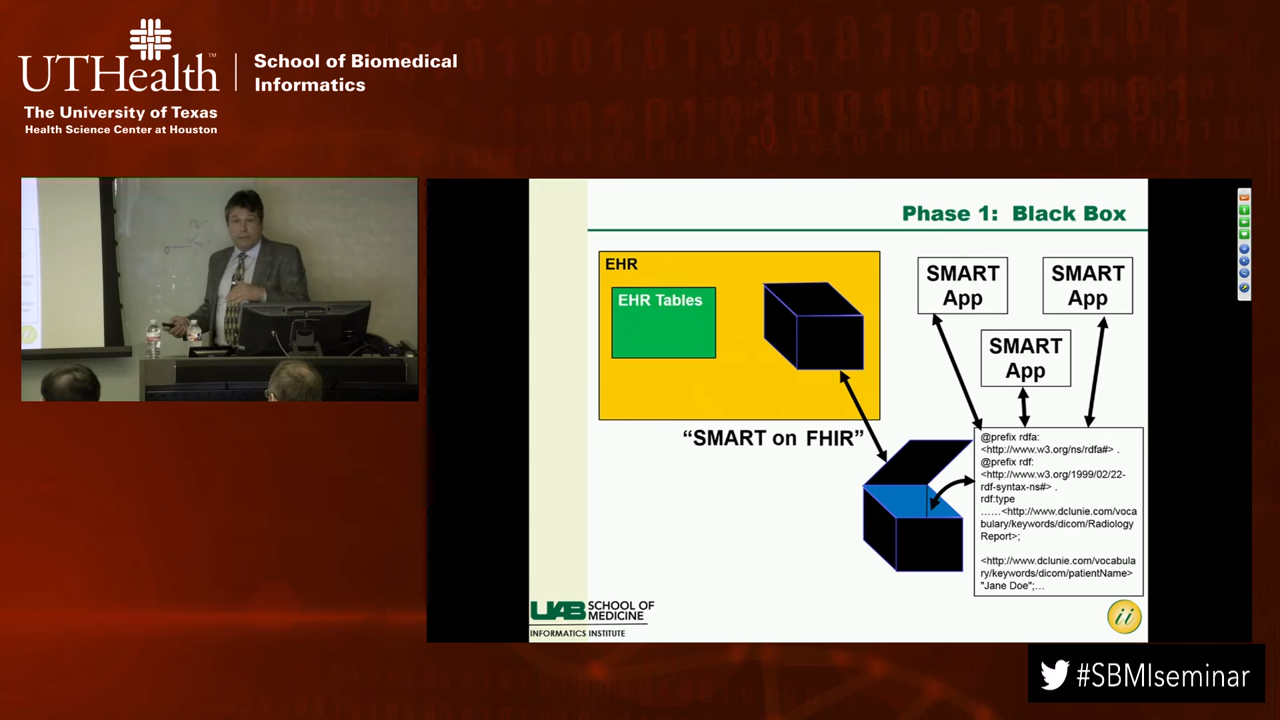 UTHealth™
School of Biomedical
Informatics
The University of Texas
Health Science Center at Houston
Phase 1: Black Box
EHR
EHR Tables
SMART
App
SMART
App
SMART
App
“SMART on FHIR”
@prefix rdfa:
<http://www.w3.org/ns/rdfa#> .
@prefix rdf:
<http://www.w3.org/1999/02/22-
rdf-syntax-ns#> .
rdf:type
……<http://www.dclunie.com/voca
bulary/keywords/dicom/Radiology
Report>;
<http://www.dclunie.com/vocabula
ry/keywords/dicom/patientName>
"Jane Doe";…
UAB SCHOOL OF
MEDICINE
INFORMATICS INSTITUTE
ii
#SBMIseminar